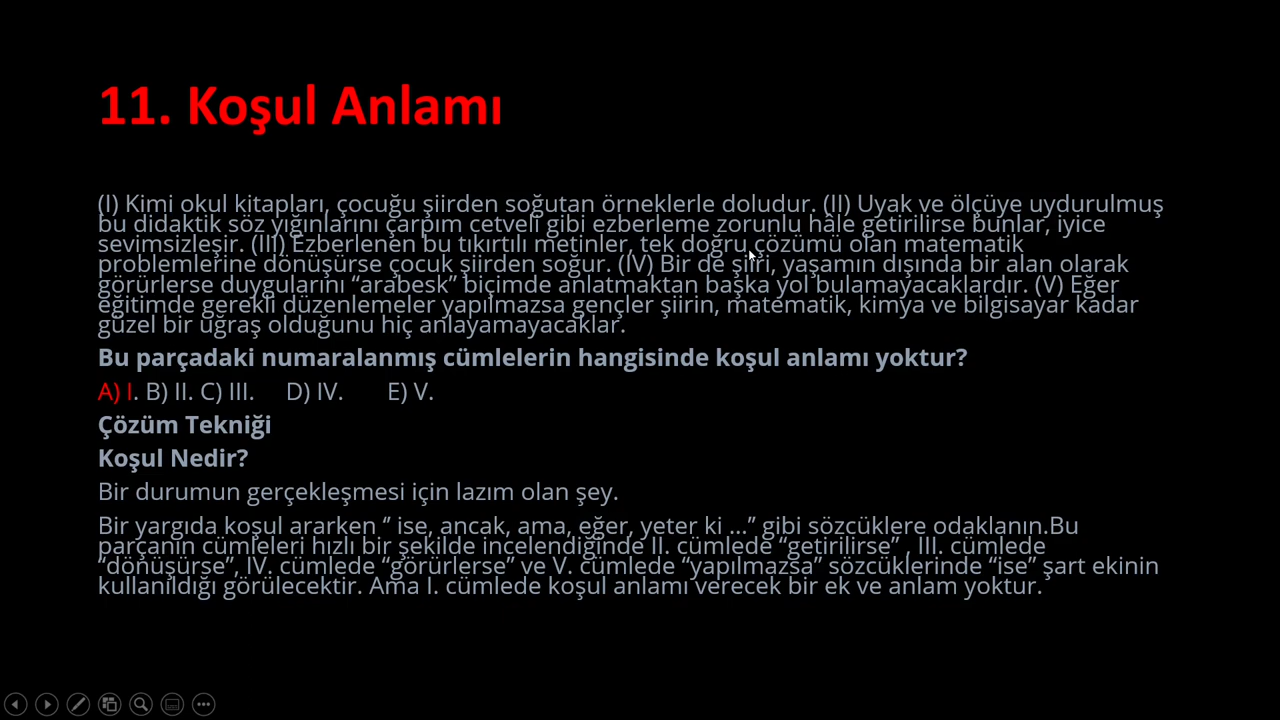 11. Koşul Anlamı
(I) Kimi okul kitapları, çocuğu şiirden soğutan örneklerle doludur. (II) Uyak ve ölçüye uydurulmuş
bu didaktik söz yığınlarını çarpım cetveli gibi ezberleme zorunlu hâle getirilirse bunlar, iyice
sevimsizleşir. (III) Ezberlenen bu tıkırtılı metinler, tek doğru çözümü olan matematik
problemlerine dönüşürse çocuk şiirden soğur. (IV) Bir de şiiri, yaşamın dışında bir alan olarak
görürlerse duygularını “arabesk” biçimde anlatmaktan başka yol bulamayacaklardır. (V) Eğer
eğitimde gerekli düzenlemeler yapılmazsa gençler şiirin, matematik, kimya ve bilgisayar kadar
güzel bir uğraş olduğunu hiç anlayamayacaklar.
Bu parçadaki numaralanmış cümlelerin hangisinde koşul anlamı yoktur?
A) I. B) II. C) III. D) IV. E) V.
Çözüm Tekniği
Koşul Nedir?
Bir durumun gerçekleşmesi için lazım olan şey.
Bir yargıda koşul ararken “ ise, ancak, ama, eğer, yeter ki …” gibi sözcüklere odaklanın.Bu
parçanın cümleleri hızlı bir şekilde incelendiğinde II. cümlede “getirilirse” , III. cümlede
“dönüşürse”, IV. cümlede “görürlerse” ve V. cümlede “yapılmazsa” sözcüklerinde “ise” şart ekinin
kullanıldığı görülecektir. Ama I. cümlede koşul anlamı verecek bir ek ve anlam yoktur.